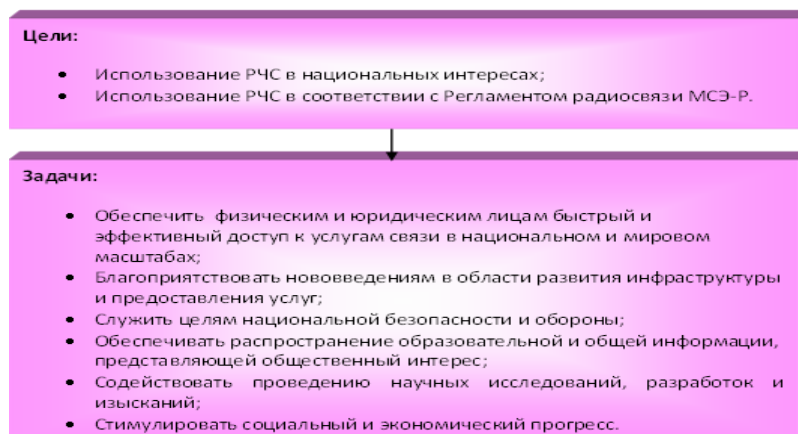 Цели:
• Использование РЧС в национальных интересах;
• Использование РЧС в соответствии с Регламентом радиосвязи МСЭ-Р.
Задачи:
• Обеспечить физическим и юридическим лицам быстрый и
эффективный доступ к услугам связи в национальном и мировом
масштабах;
• Благоприятствовать нововведениям в области развития инфраструктуры
и предоставления услуг;
• Служить целям национальной безопасности и обороны;
• Обеспечивать распространение образовательной и общей информации,
представляющей общественный интерес;
• Содействовать проведению научных исследований, разработок и
изысканий;
• Стимулировать социальный и экономический прогресс.